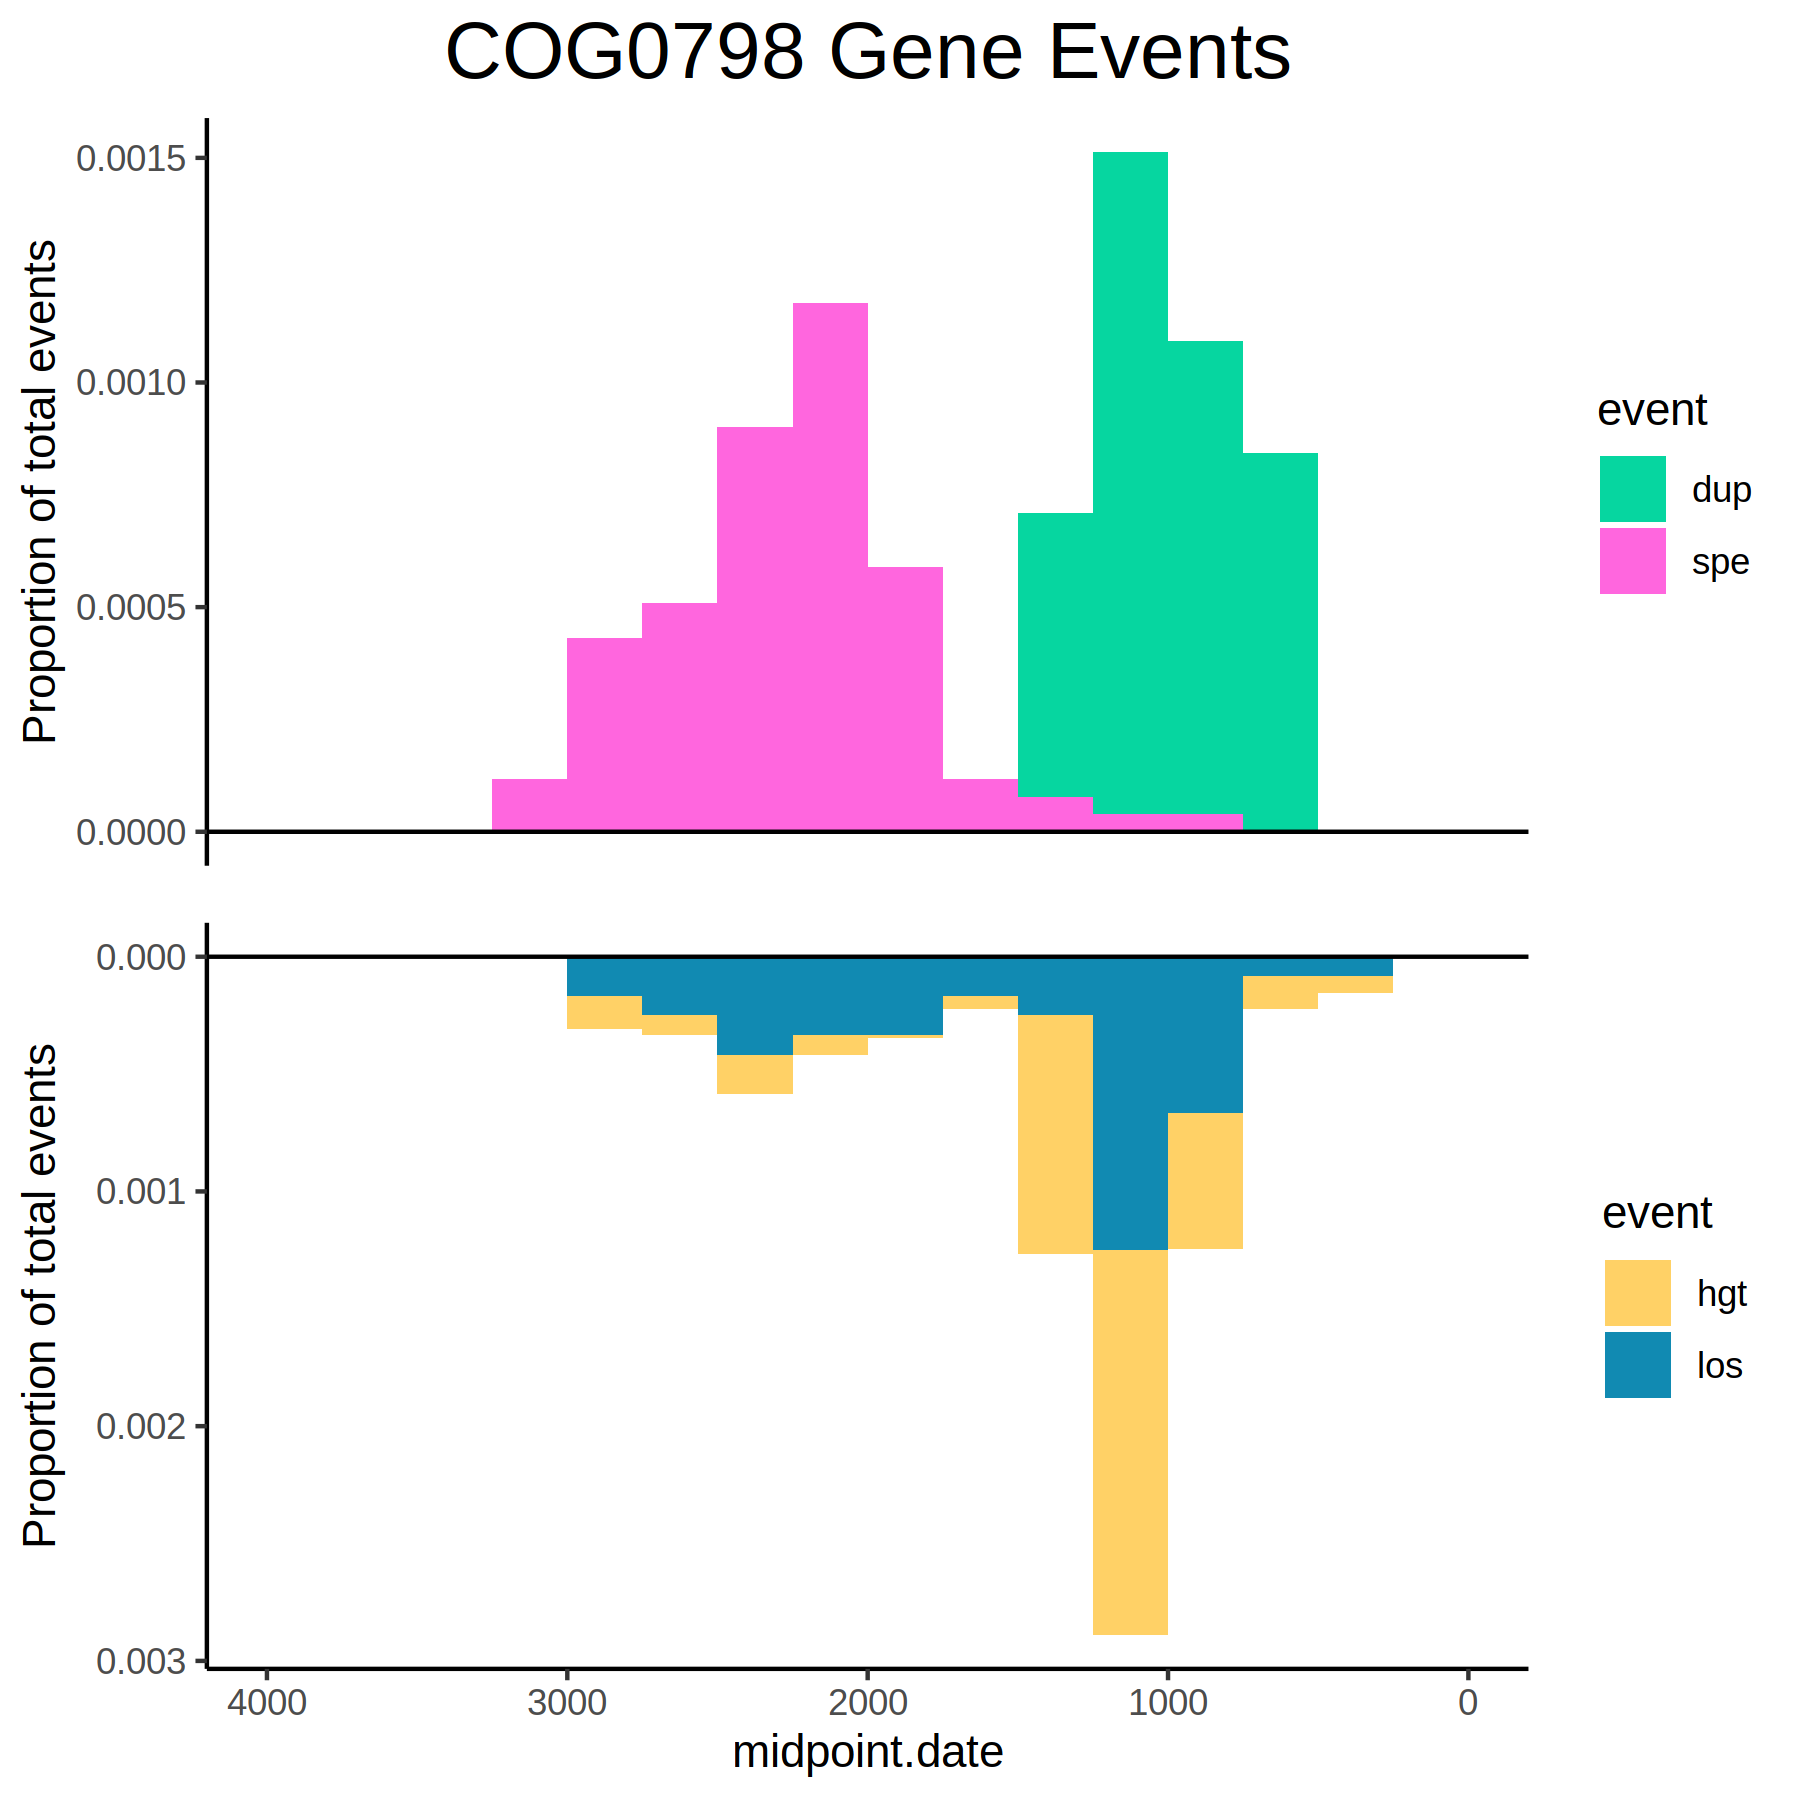 COG0798 Gene Events
Proportion of total events
0.0015
0.0010
0.0005
0.0000
event
dup
spe
Proportion of total events
0.000
0.001
0.002
0.003
event
hgt
los
4000 3000 2000 1000 0
midpoint.date